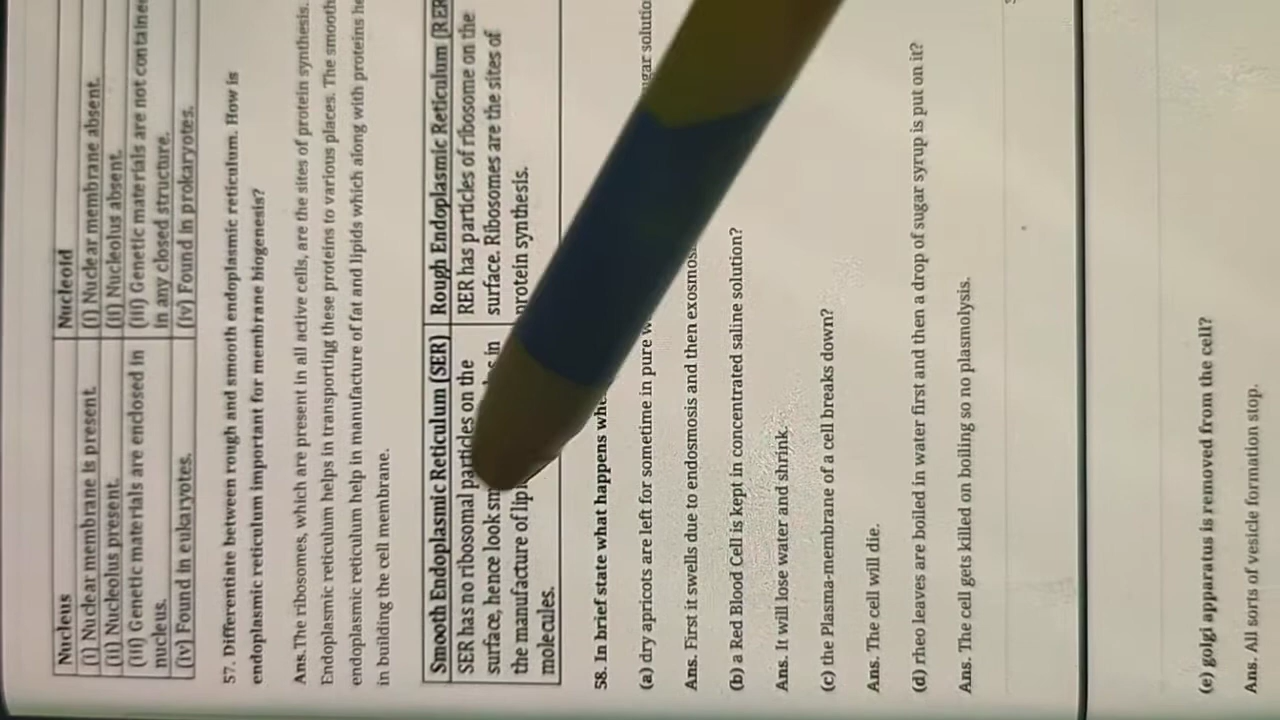 Nucleus Nucleoid
(i) Nuclear membrane is present. (i) Nuclear membrane absent.
(ii) Nucleolus present. (ii) Nucleolus absent.
(iii) Genetic materials are enclosed in (iii) Genetic materials are not
nucleus. in any closed structure.
(iv) Found in eukaryotes. (iv) Found in prokaryotes.
57. Differentiate between rough and smooth endoplasmic reticulum. How is
endoplasmic reticulum important for membrane biogenesis?
Ans. The ribosomes, which are present in all active cells, are the sites of protein synthesis.
Endoplasmic reticulum helps in transporting these proteins to various places. The smooth
endoplasmic reticulum help in manufacture of fat and lipids which along with proteins
in building the cell membrane.
Smooth Endoplasmic Reticulum (SER) Rough Endoplasmic Reticulum
SER has no ribosomal particles on the RER has particles of ribosome on the
surface, hence look in surface. Ribosomes are the sites of
the manufacture of protein synthesis.
molecules.
58. In brief state what happens
(a) dry apricots are left for sometime in pure
Ans. First it swells due to endosmosis and then
(b) a Red Blood Cell is kept in concentrated saline solution?
Ans. It will lose water and shrink.
(c) the Plasma-membrane of a cell breaks down?
Ans. The cell will die.
(d) rheo leaves are boiled in water first and then a drop of sugar syrup is put on it?
Ans. The cell gets killed on boiling so no plasmolysis.
(e) golgi apparatus is removed from the cell?
Ans. All sorts of vesicle formation stop.